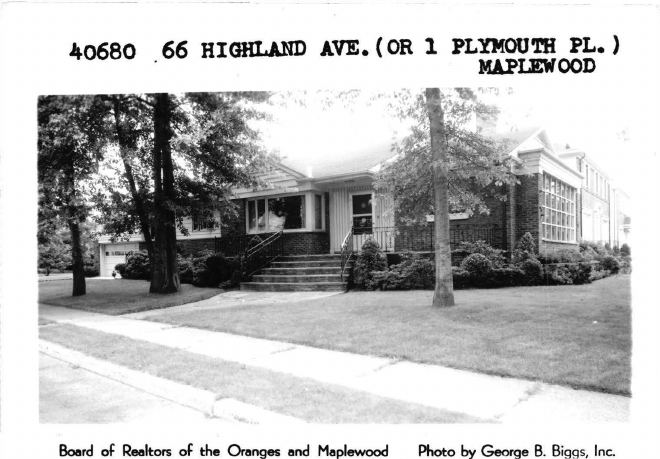 40680 66 HIGHLAND AVE. (OR 1 PLYMOUTH PL.)
MAPLEWOOD
Board of Realtors of the Oranges and Maplewood Photo by George B. Biggs, Inc.